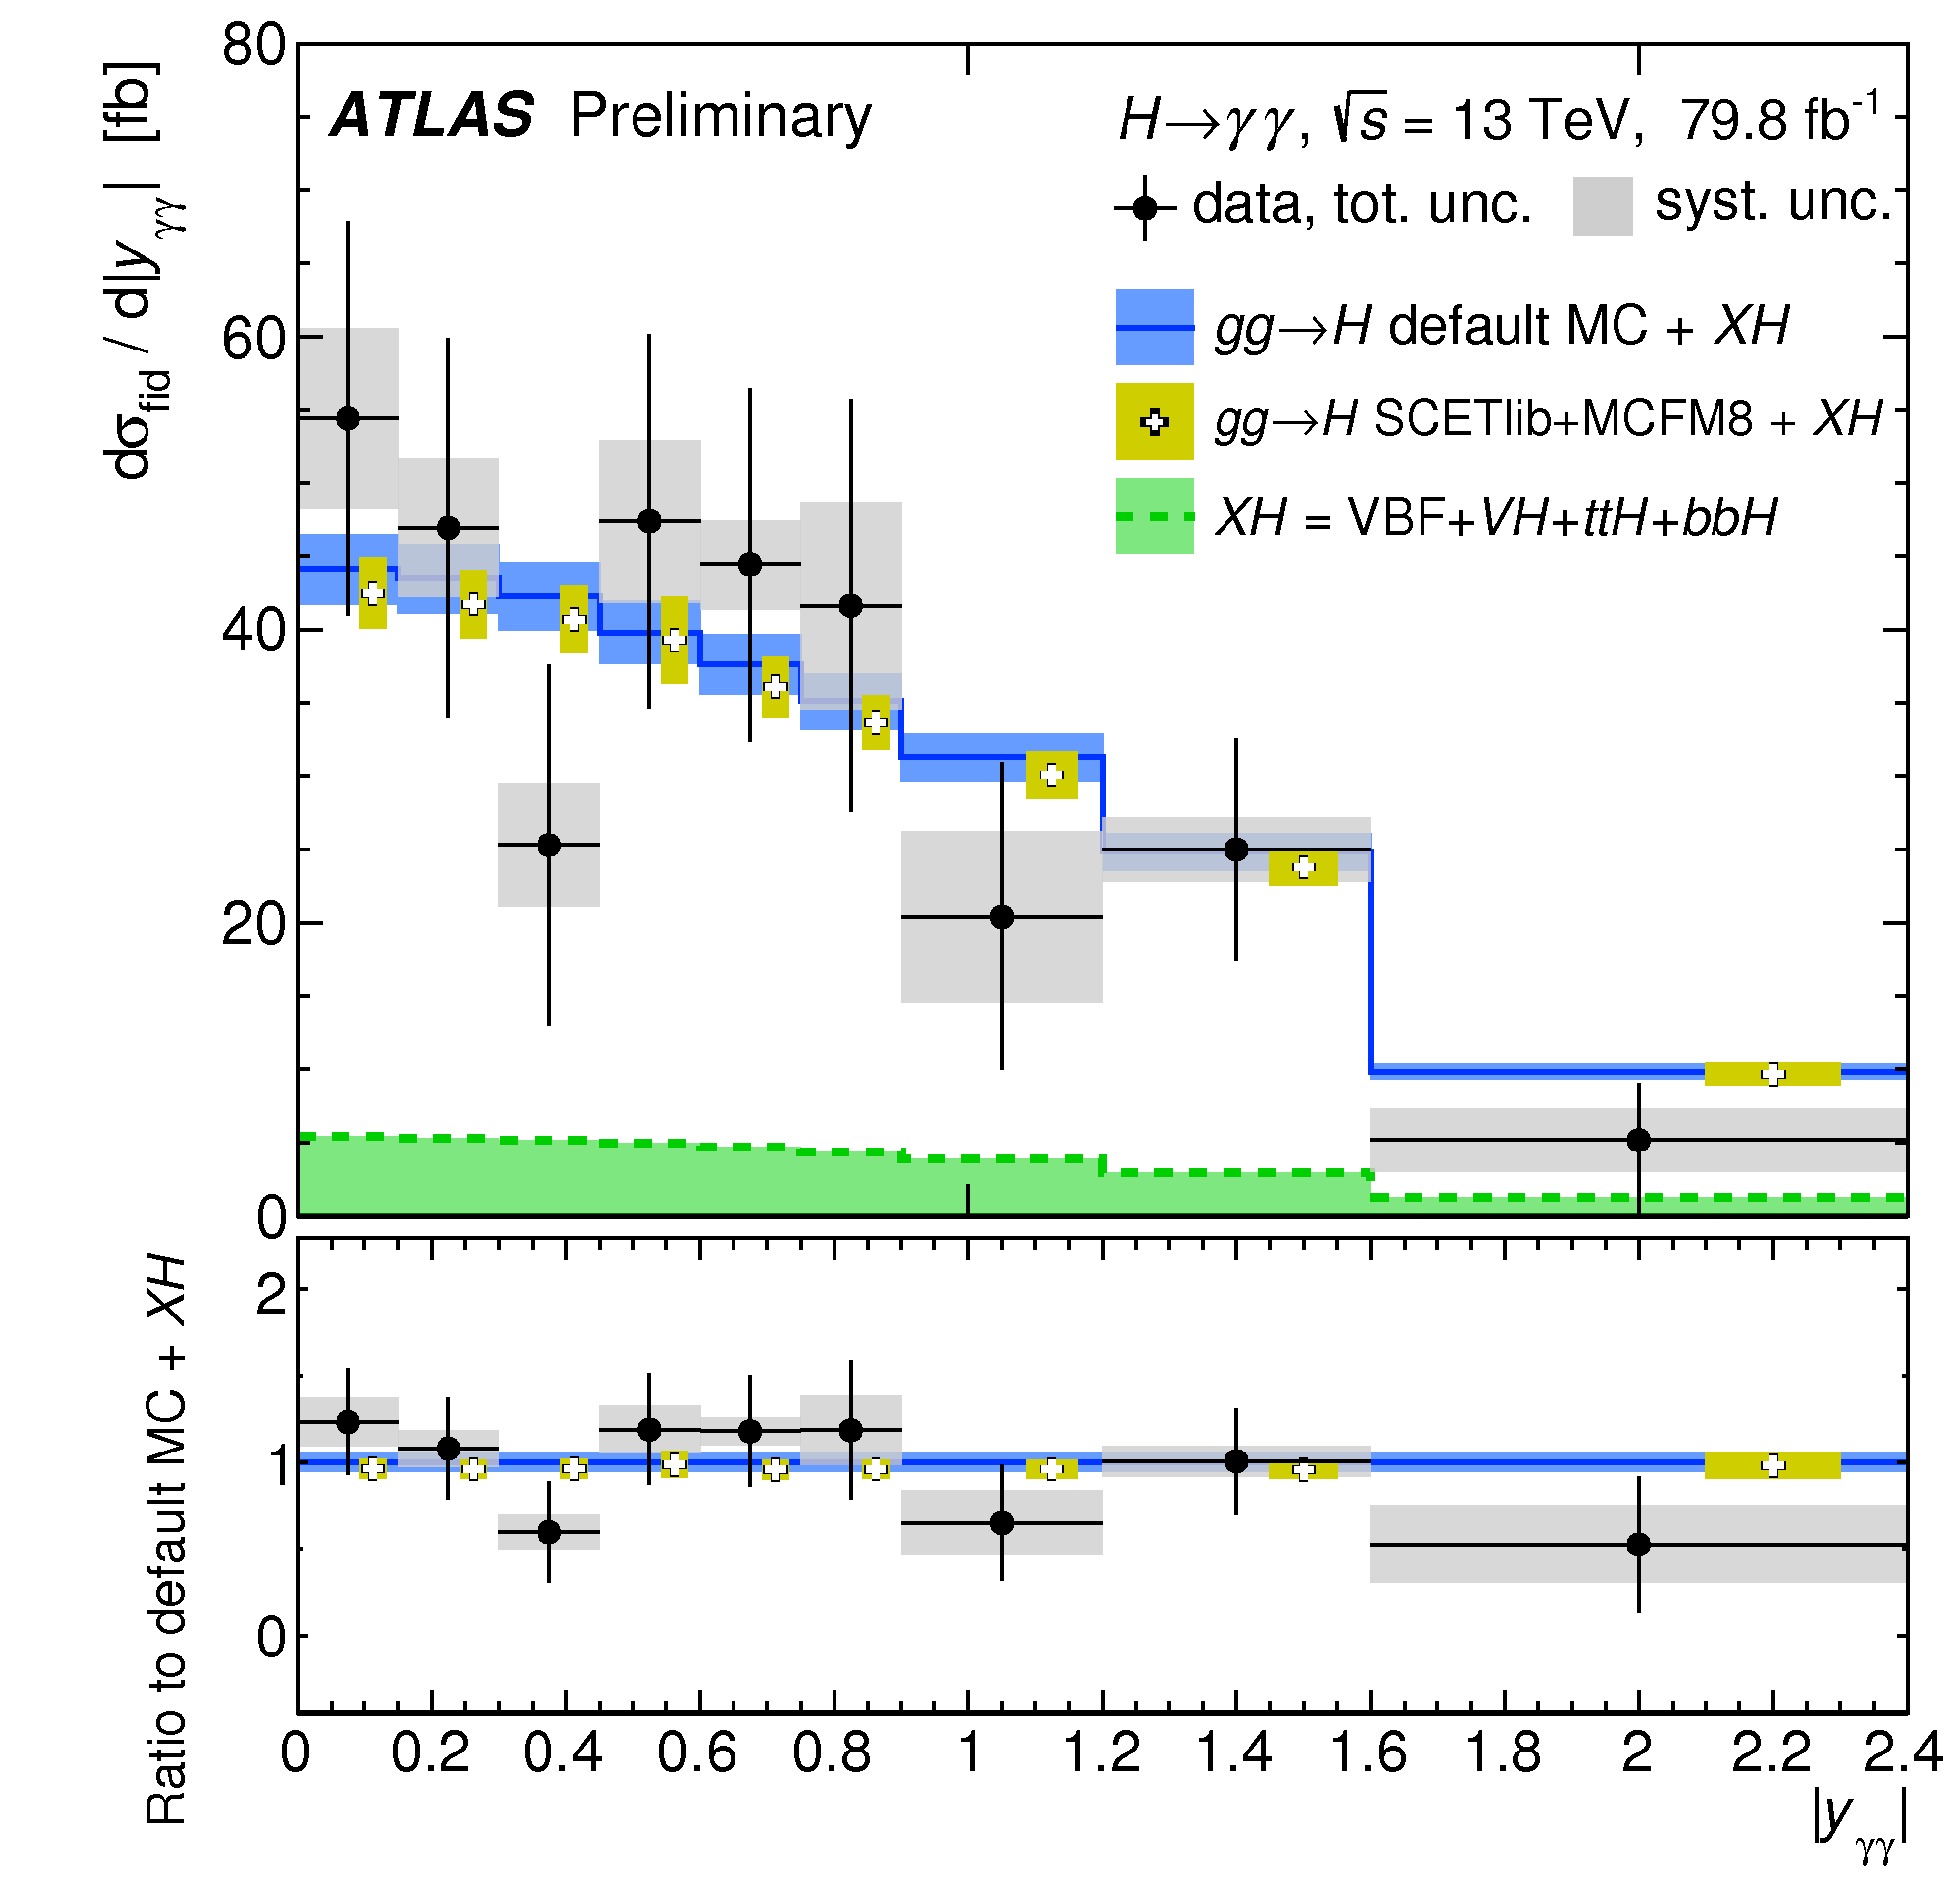 80
60
40
20
0
dσfid / d|yγγ| [fb]
ATLAS Preliminary
H→γγ, √s = 13 TeV, 79.8 fb-1
data, tot. unc. syst. unc.
gg→H default MC + XH
gg→H SCETlib+MCFM8 + XH
XH = VBF+VH+ttH+bbH
2
1
0
Ratio to default MC + XH
0 0.2 0.4 0.6 0.8 1 1.2 1.4 1.6 1.8 2 2.2 2.4
|yγγ|